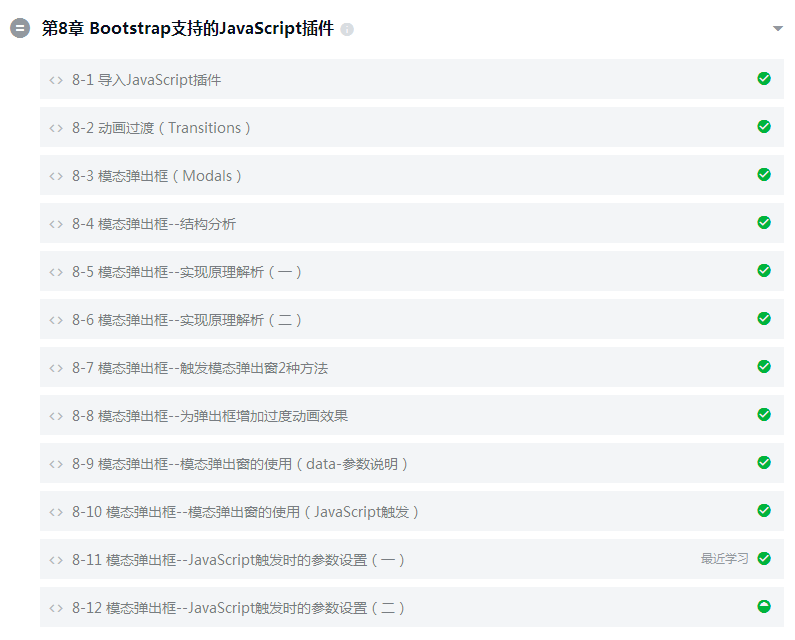 第8章 Bootstrap支持的JavaScript插件
8-1 导入JavaScript插件
8-2 动画过渡（Transitions）
8-3 模态弹出框（Modals）
8-4 模态弹出框--结构分析
8-5 模态弹出框--实现原理解析（一）
8-6 模态弹出框--实现原理解析（二）
8-7 模态弹出框--触发模态弹出窗2种方法
8-8 模态弹出框--为弹出框增加过度动画效果
8-9 模态弹出框--模态弹出窗的使用（data-参数说明）
8-10 模态弹出框--模态弹出窗的使用（JavaScript触发）
8-11 模态弹出框--JavaScript触发时的参数设置（一） 最近学习
8-12 模态弹出框--JavaScript触发时的参数设置（二）